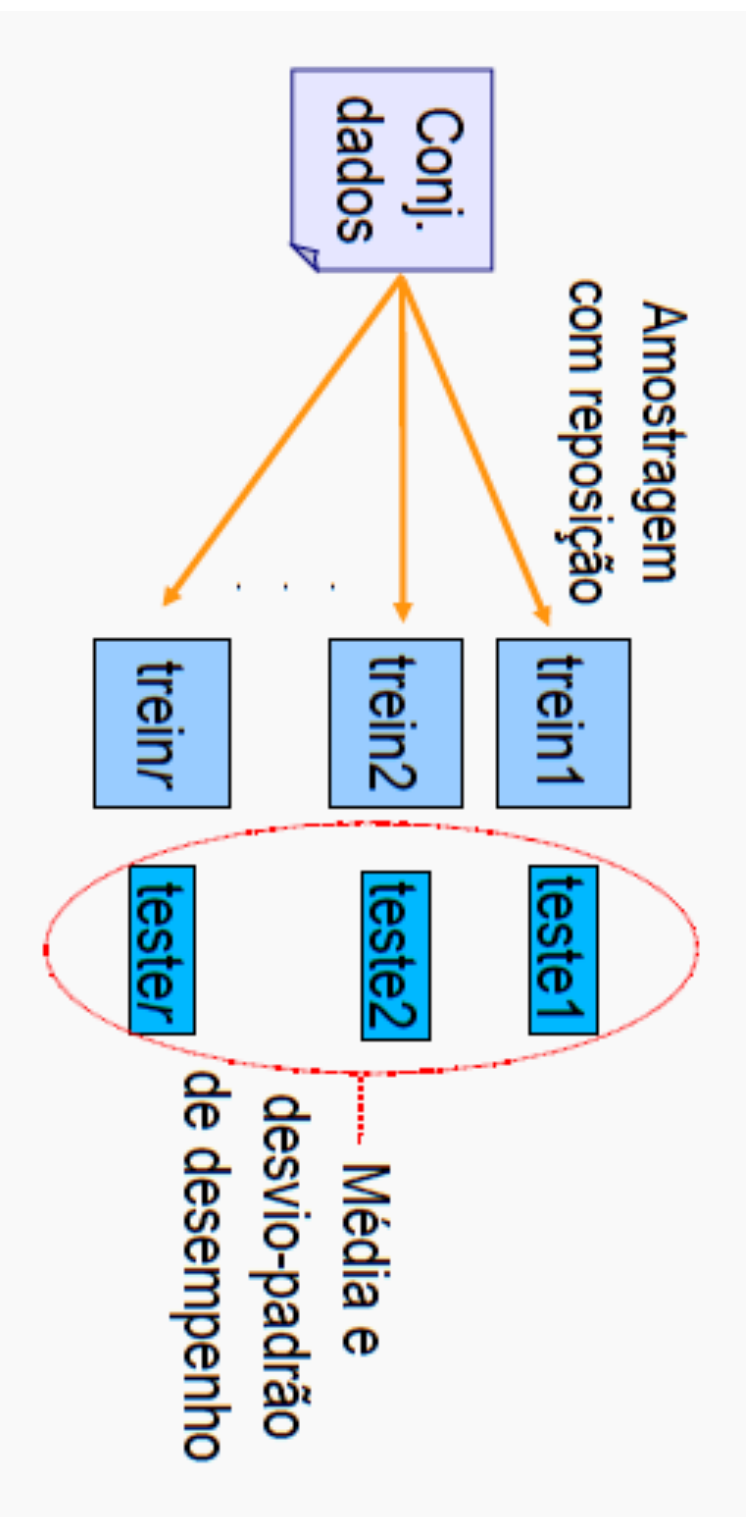 Conj.
dados
Amostragem
com reposição
trein1
trein2
. . .
treinr
teste1
teste2
tester
Média e
desvio-padrão
de desempenho